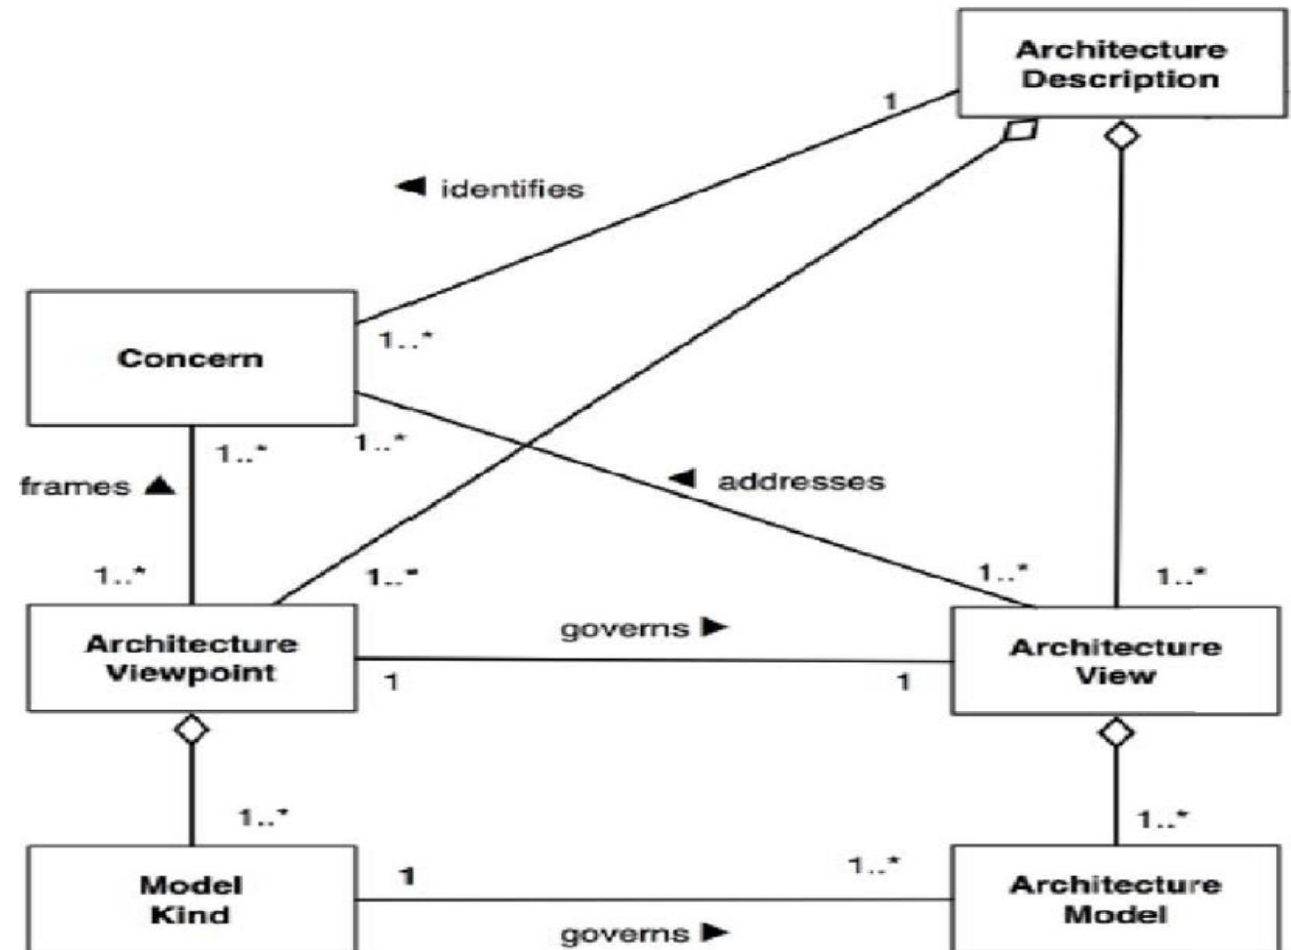 Architecture
Description
1
◄ identifies
1..*
Concern
1..*
1..*
frames ▲
◄ addresses
1..*
1..*
1..*
1..*
governs ►
Architecture
Viewpoint
Architecture
View
1
1
1..*
1..*
Model
Kind
1
1..*
Architecture
Model
governs ►